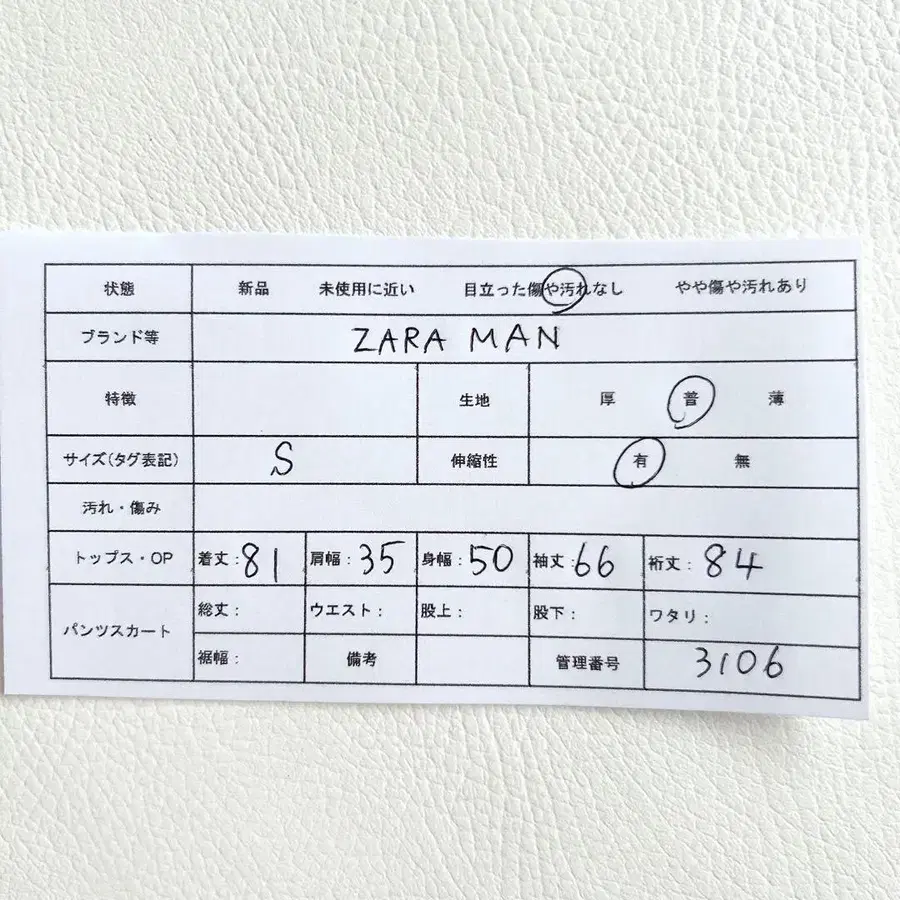 状態 新品 未使用に近い 目立った傷や汚れなし やや傷や汚れあり
ブランド等 ZARA MAN
特徴 生地 厚 普 薄
サイズ(タグ表記) S 伸縮性 有 無
汚れ・傷み
トップス・OP 着丈:81 肩幅:35 身幅:50 袖丈:66 裄丈:84
パンツスカート 総丈: ウエスト: 股上: 股下: ワタリ:
裾幅: 備考 管理番号 3106